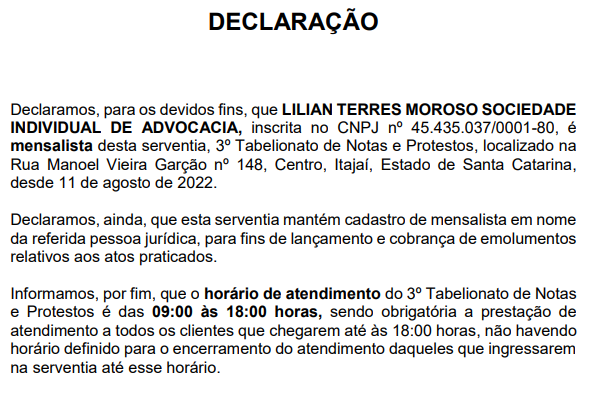 DECLARAÇÃO
Declaramos, para os devidos fins, que LILIAN TERRES MOROSO SOCIEDADE
INDIVIDUAL DE ADVOCACIA, inscrita no CNPJ nº 45.435.037/0001-80, é
mensalista desta serventia, 3º Tabelionato de Notas e Protestos, localizado na
Rua Manoel Vieira Garção nº 148, Centro, Itajaí, Estado de Santa Catarina,
desde 11 de agosto de 2022.
Declaramos, ainda, que esta serventia mantém cadastro de mensalista em nome
da referida pessoa jurídica, para fins de lançamento e cobrança de emolumentos
relativos aos atos praticados.
Informamos, por fim, que o horário de atendimento do 3º Tabelionato de Notas
e Protestos é das 09:00 às 18:00 horas, sendo obrigatória a prestação de
atendimento a todos os clientes que chegarem até às 18:00 horas, não havendo
horário definido para o encerramento do atendimento daqueles que ingressarem
na serventia até esse horário.